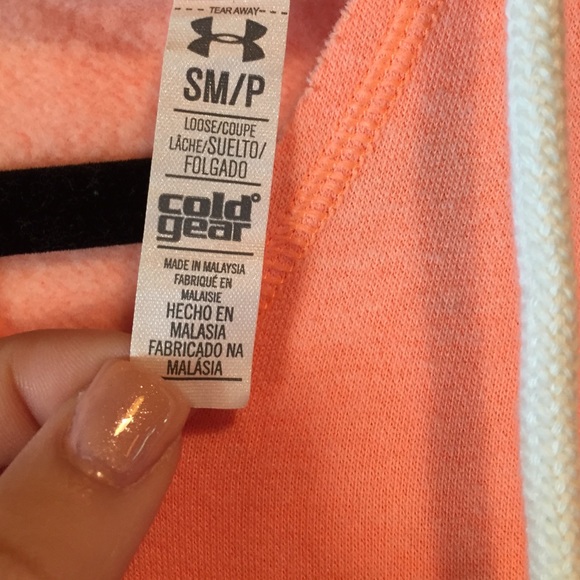 TEAR AWAY
SM/P
LOOSE/COUPE
LÂCHE/SUELTO/
FOLGADO
cold
gear
MADE IN MALAYSIA
FABRIQUÉ EN
MALAISIE
HECHO EN
MALASIA
FABRICADO NA
MALÁSIA